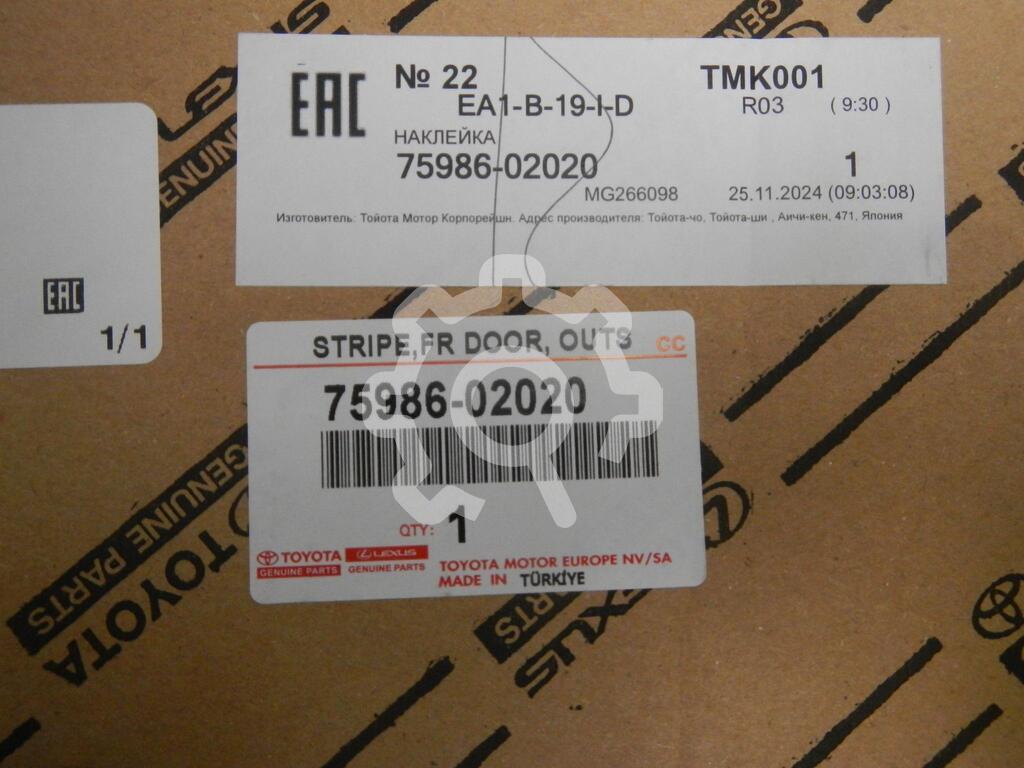 EAC
№ 22
TMK001
EA1-B-19-I-D
R03 ( 9:30 )
НАКЛЕЙКА
75986-02020
1
MG266098
25.11.2024 (09:03:08)
Изготовитель: Тойота Мотор Корпорейшн. Адрес производителя: Тойота-чо, Тойота-ши , Аичи-кен, 471, Япония
EAC
1/1
STRIPE,FR DOOR, OUTS CC
75986-02020
QTY: 1
TOYOTA LEXUS
GENUINE PARTS GENUINE PARTS
TOYOTA MOTOR EUROPE NV/SA
MADE IN TÜRKİYE
GENUINE
TOYOTA
GENUINE PARTS
LEXUS
PARTS